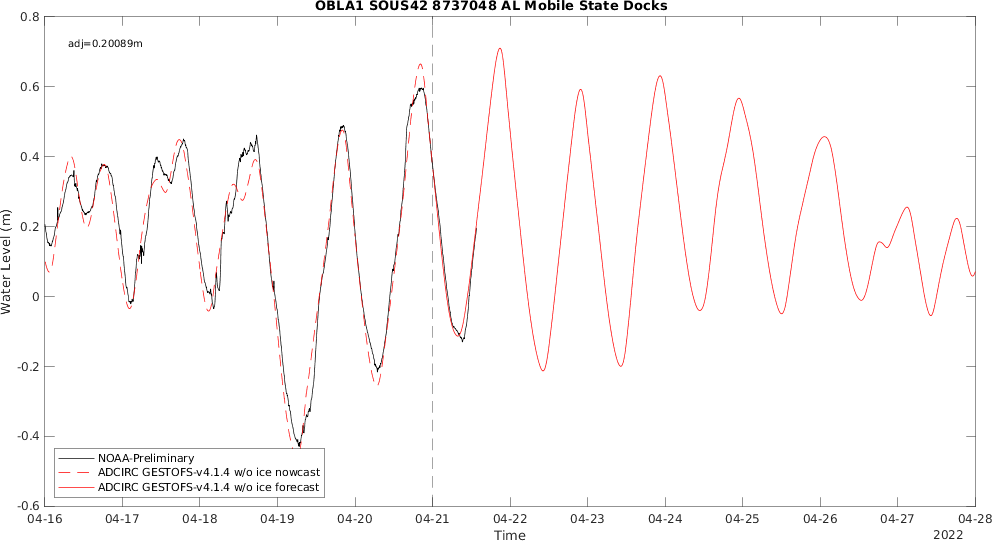 OBLA1 SOUS42 8737048 AL Mobile State Docks
adj=0.20089m
0.8
0.6
0.4
0.2
0
-0.2
-0.4
-0.6
Water Level (m)
NOAA-Preliminary
ADCIRC GESTOFS-v4.1.4 w/o ice nowcast
ADCIRC GESTOFS-v4.1.4 w/o ice forecast
04-16 04-17 04-18 04-19 04-20 04-21 04-22 04-23 04-24 04-25 04-26 04-27 04-28
Time
2022